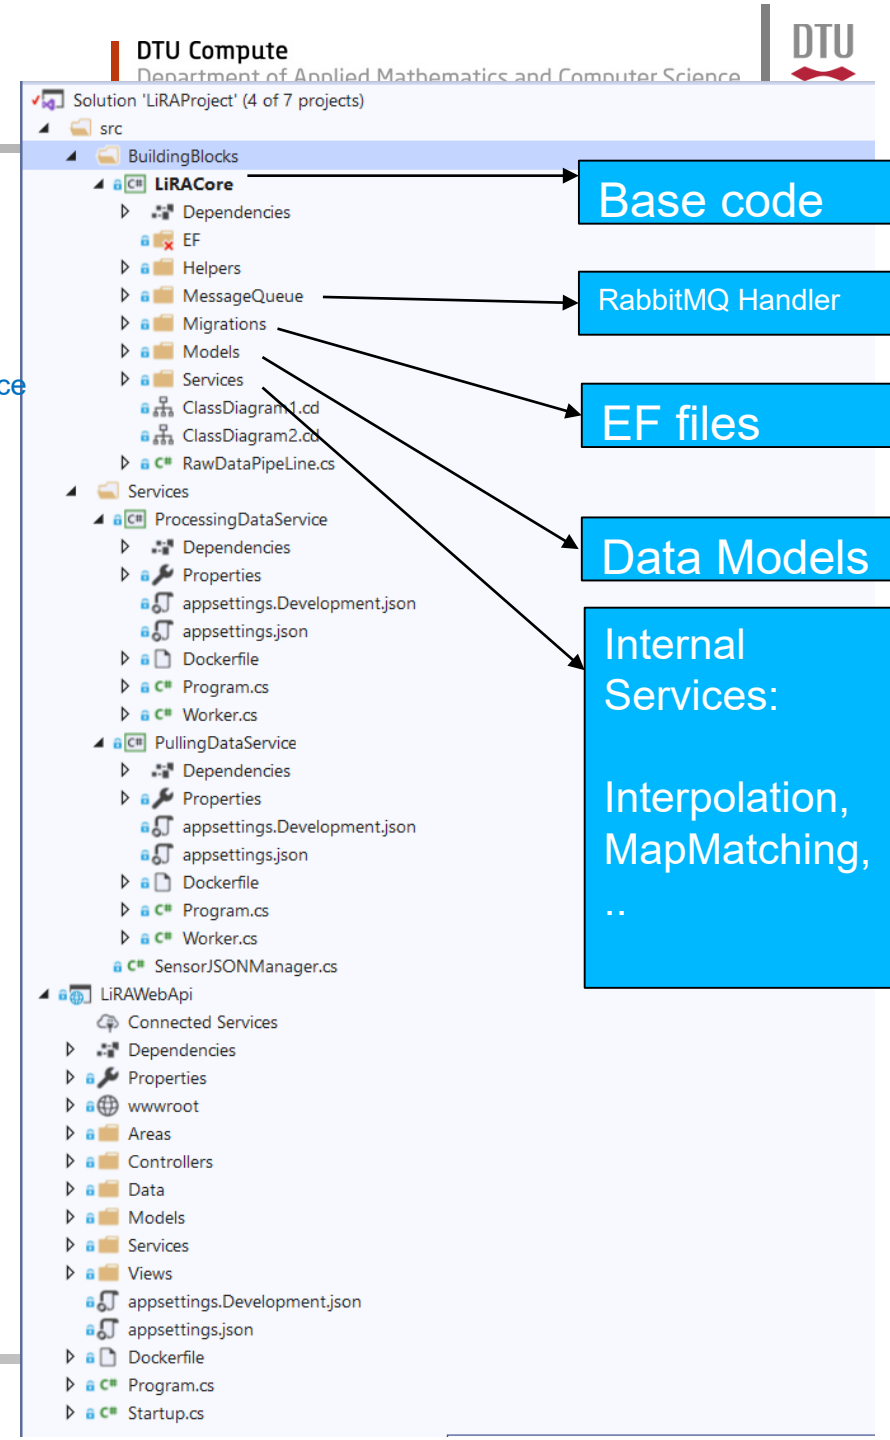 DTU Compute
DTU
Department of Applied Mathematics and Computer Science
Solution 'LiRAProject' (4 of 7 projects)
src
BuildingBlocks
LiRACore
Base code
Dependencies
EF
Helpers
MessageQueue
RabbitMQ Handler
Migrations
Models
ce
Services
ClassDiagram1.cd
EF files
ClassDiagram2.cd
RawDataPipeLine.cs
Services
ProcessingDataService
Dependencies
Data Models
Properties
appsettings.Development.json
appsettings.json
Dockerfile
Program.cs
Worker.cs
PullingDataService
Dependencies
Properties
appsettings.Development.json
appsettings.json
Dockerfile
Program.cs
Worker.cs
SensorJSONManager.cs
Internal
Services:
Interpolation,
MapMatching,
..
LiRAWebApi
Connected Services
Dependencies
Properties
wwwroot
Areas
Controllers
Data
Models
Services
Views
appsettings.Development.json
appsettings.json
Dockerfile
Program.cs
Startup.cs